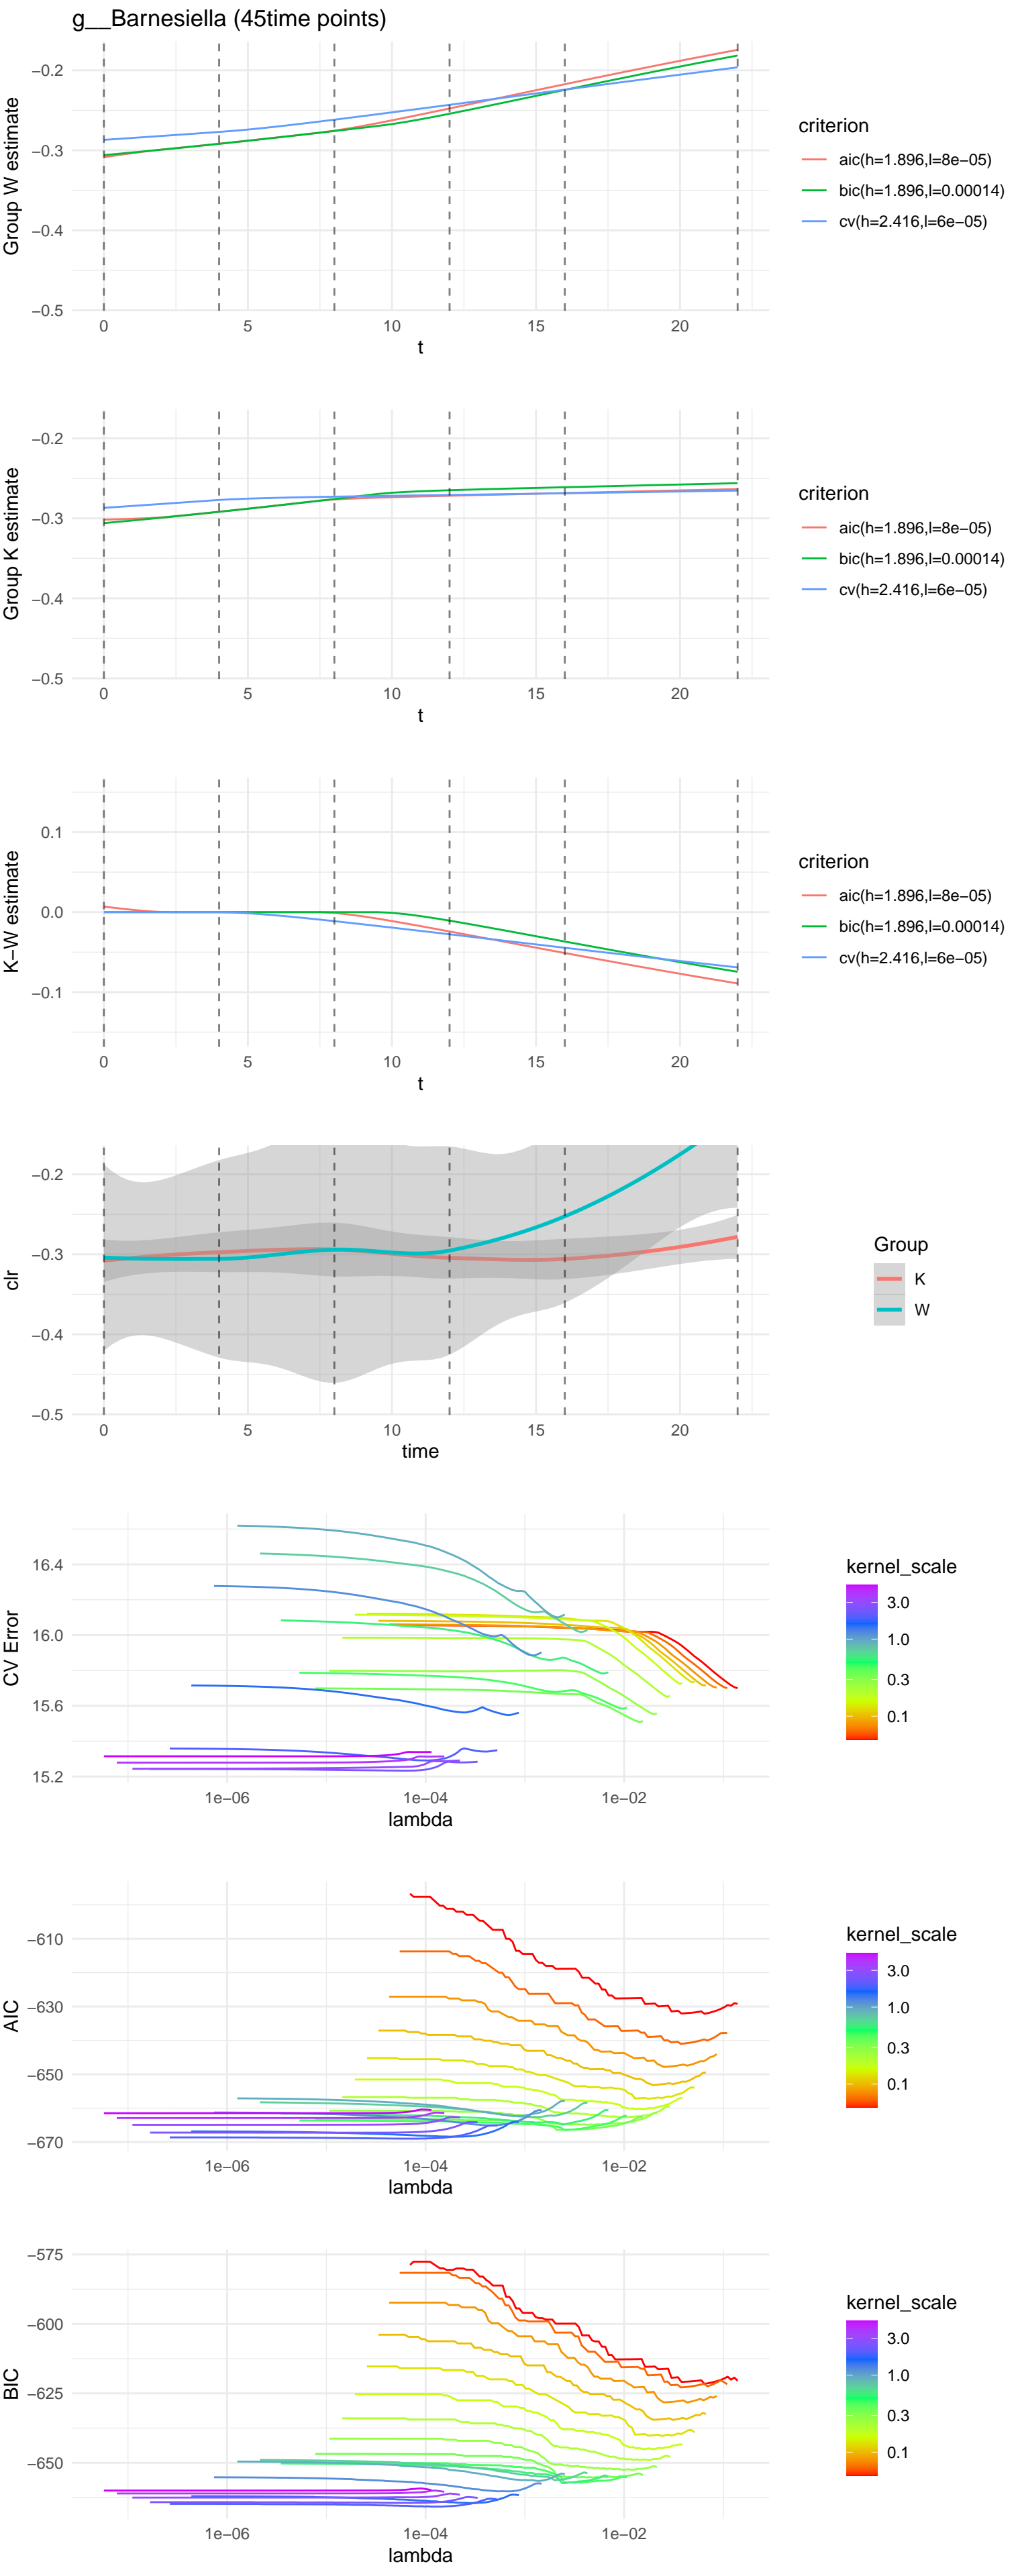 g__Barnesiella (45time points)
Group W estimate
−0.2
−0.3
−0.4
−0.5
0 5 10 15 20
t
criterion
aic(h=1.896,l=8e−05)
bic(h=1.896,l=0.00014)
cv(h=2.416,l=6e−05)
Group K estimate
−0.2
−0.3
−0.4
−0.5
0 5 10 15 20
t
criterion
aic(h=1.896,l=8e−05)
bic(h=1.896,l=0.00014)
cv(h=2.416,l=6e−05)
K−W estimate
0.1
0.0
−0.1
0 5 10 15 20
t
criterion
aic(h=1.896,l=8e−05)
bic(h=1.896,l=0.00014)
cv(h=2.416,l=6e−05)
clr
−0.2
−0.3
−0.4
−0.5
0 5 10 15 20
time
Group
K
W
CV Error
16.4
16.0
15.6
15.2
1e−06 1e−04 1e−02
lambda
kernel_scale
3.0
1.0
0.3
0.1
AIC
−610
−630
−650
−670
1e−06 1e−04 1e−02
lambda
kernel_scale
3.0
1.0
0.3
0.1
BIC
−575
−600
−625
−650
1e−06 1e−04 1e−02
lambda
kernel_scale
3.0
1.0
0.3
0.1